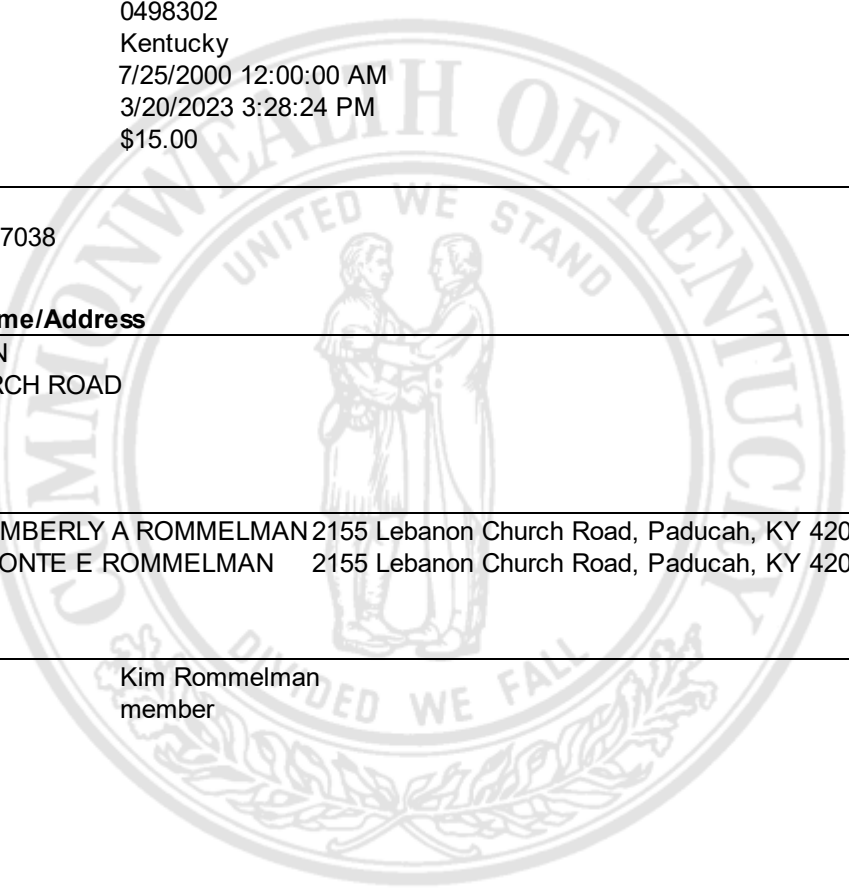 0498302
Kentucky
7/25/2000 12:00:00 AM
3/20/2023 3:28:24 PM
$15.00
7038
me/Address
N
RCH ROAD
MBERLY A ROMMELMAN 2155 Lebanon Church Road, Paducah, KY 420
ONTE E ROMMELMAN 2155 Lebanon Church Road, Paducah, KY 420
Kim Rommelman
member
COMMONWEALTH OF KENTUCKY
UNITED WE STAND
DIVIDED WE FALL